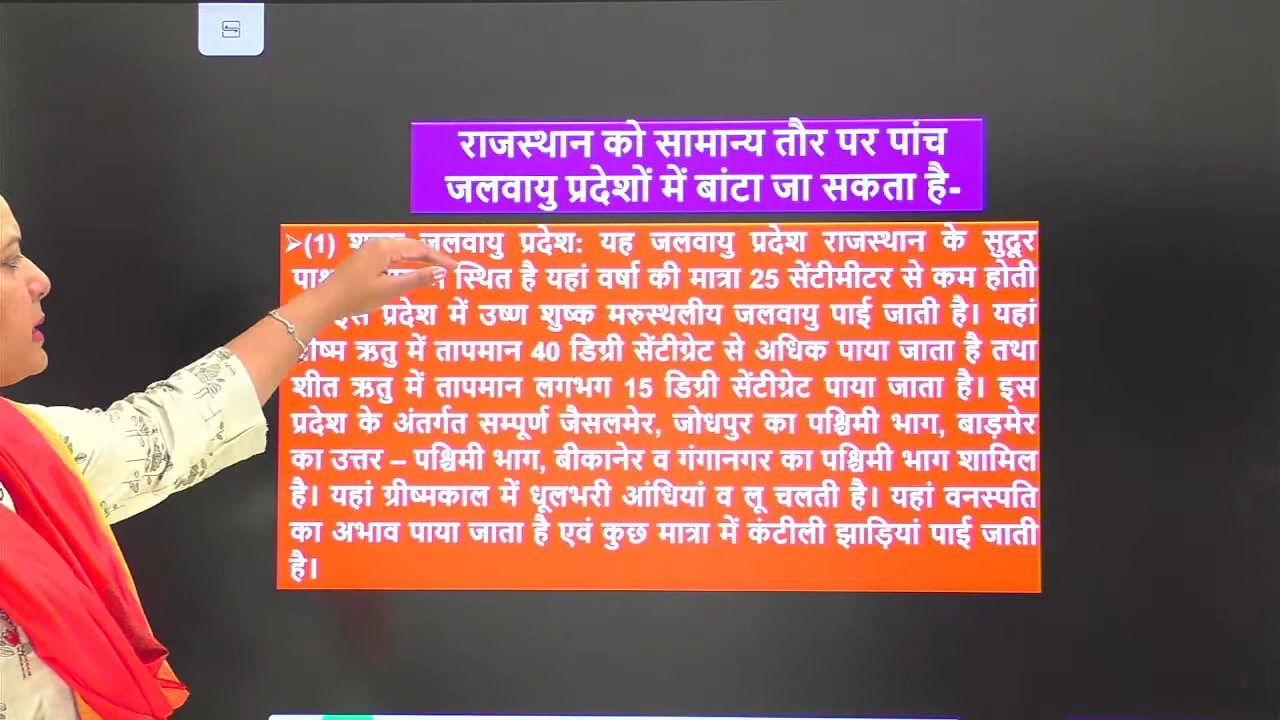 राजस्थान को सामान्य तौर पर पांच
जलवायु प्रदेशों में बांटा जा सकता है-
➢(1) जलवायु प्रदेश: यह जलवायु प्रदेश राजस्थान के सुदूर
स्थित है यहां वर्षा की मात्रा 25 सेंटीमीटर से कम होती
इस प्रदेश में उष्ण शुष्क मरुस्थलीय जलवायु पाई जाती है। यहां
ऋतु में तापमान 40 डिग्री सेंटीग्रेट से अधिक पाया जाता है तथा
शीत ऋतु में तापमान लगभग 15 डिग्री सेंटीग्रेट पाया जाता है। इस
प्रदेश के अंतर्गत सम्पूर्ण जैसलमेर, जोधपुर का पश्चिमी भाग, बाड़मेर
का उत्तर – पश्चिमी भाग, बीकानेर व गंगानगर का पश्चिमी भाग शामिल
है। यहां ग्रीष्मकाल में धूलभरी आंधियां व लू चलती है। यहां वनस्पति
का अभाव पाया जाता है एवं कुछ मात्रा में कंटीली झाड़ियां पाई जाती
है।